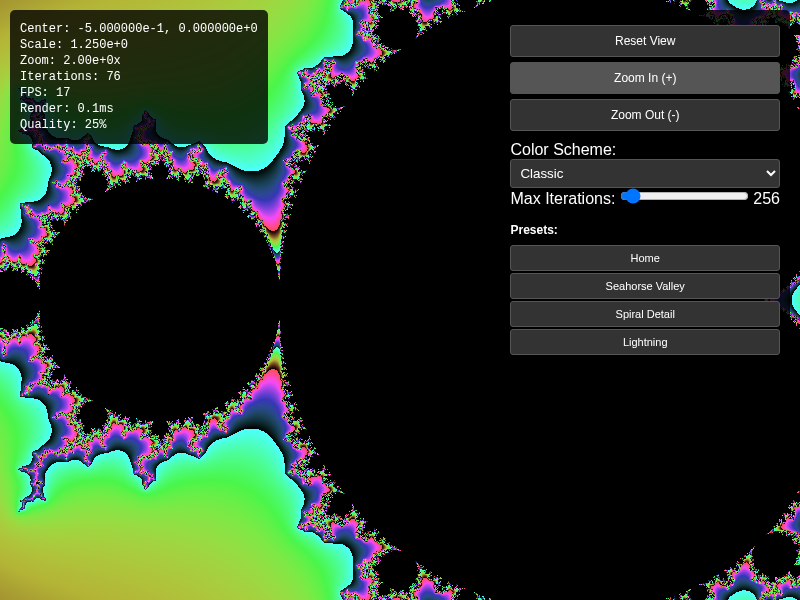 Center: -5.000000e-1, 0.000000e+0
Scale: 1.250e+0
Zoom: 2.00e+0x
Iterations: 76
FPS: 17
Render: 0.1ms
Quality: 25%
Reset View
Zoom In (+)
Zoom Out (-)
Color Scheme:
Classic
Max Iterations: 256
Presets:
Home
Seahorse Valley
Spiral Detail
Lightning